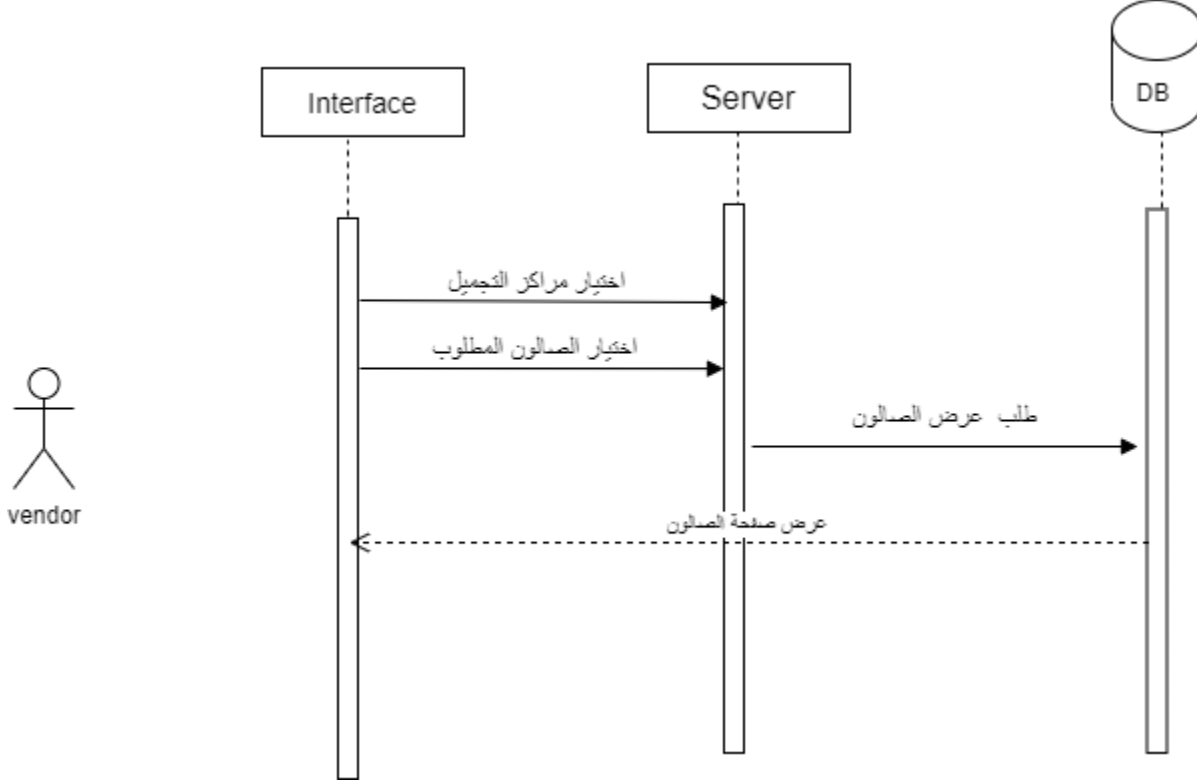 Interface
Server
DB
اختيار مراكز التجميل
اختيار الصالون المطلوب
طلب عرض الصالون
vendor
عرض صفحة الصالون